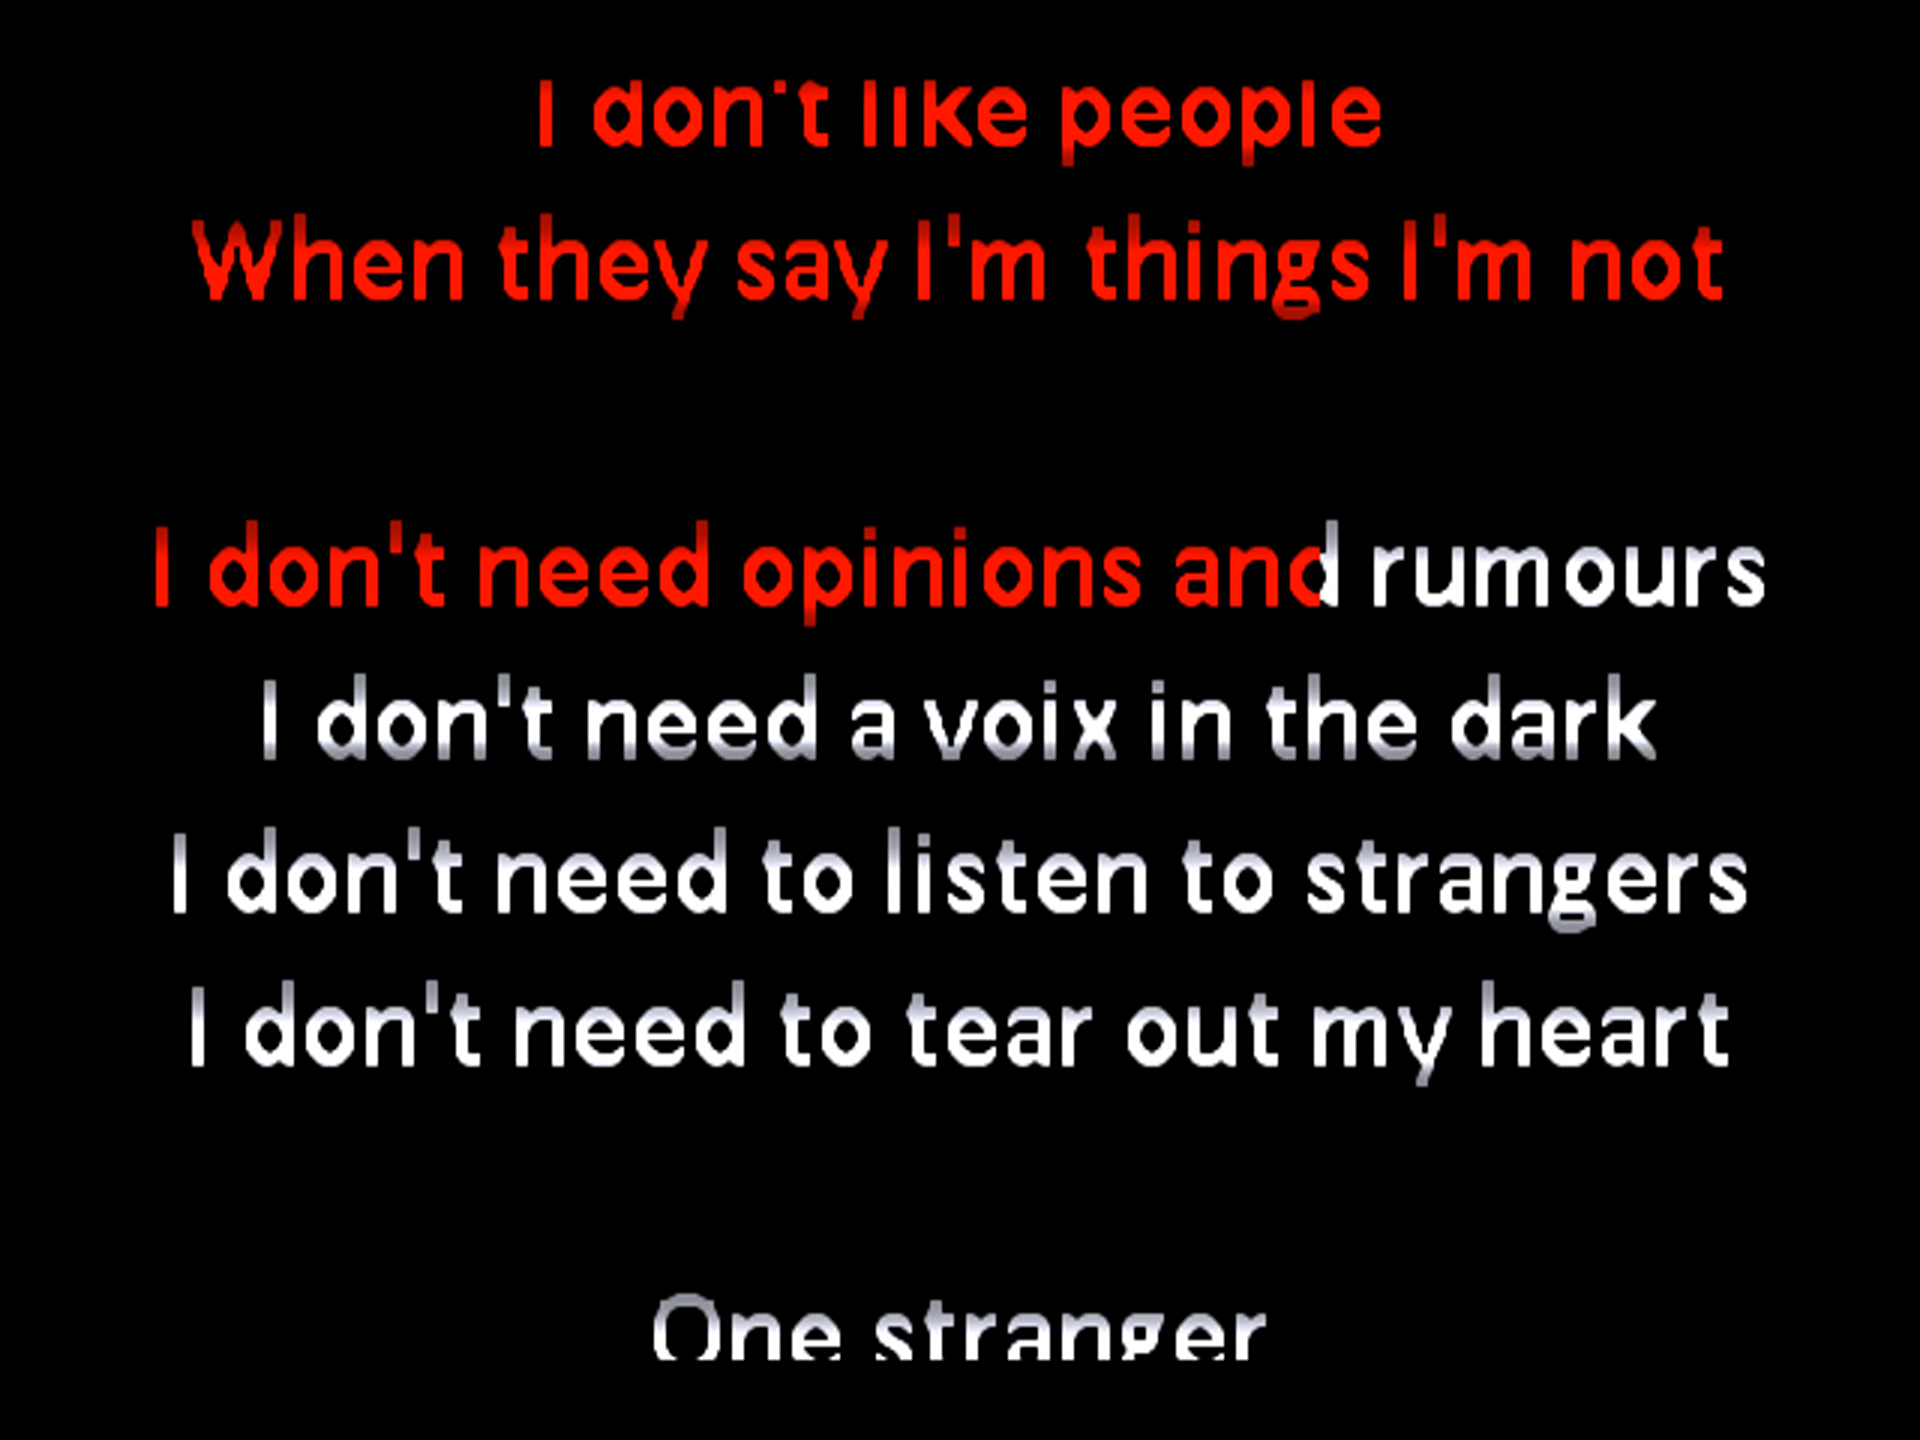 I don't like people
When they say I'm things I'm not
I don't need opinions and rumours
I don't need a voix in the dark
I don't need to listen to strangers
I don't need to tear out my heart
One stranger